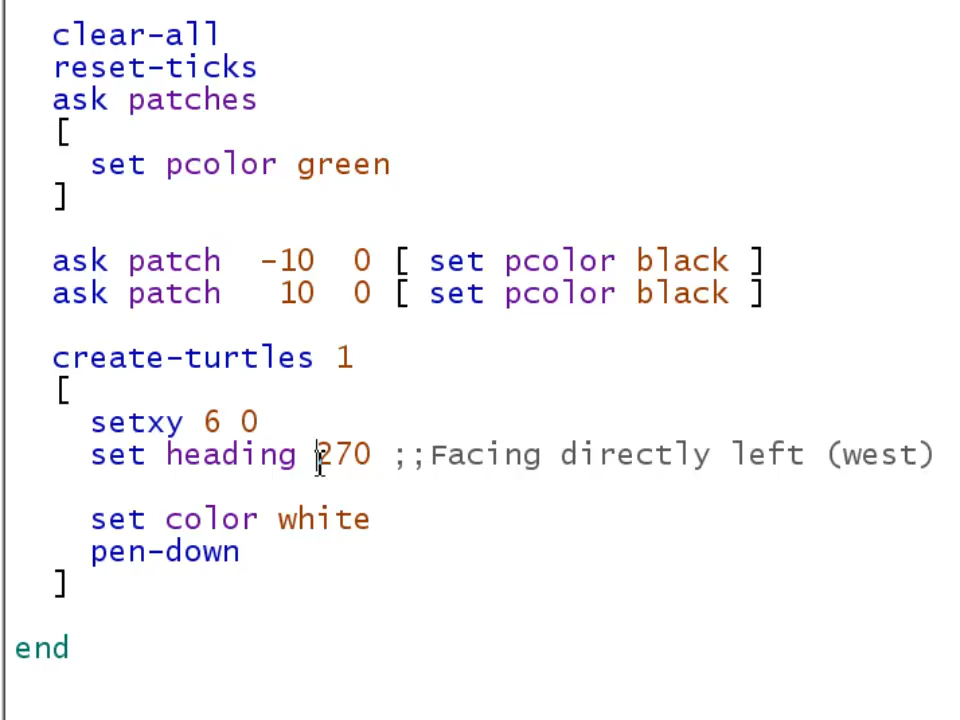 clear-all
reset-ticks
ask patches
[
set pcolor green
]
ask patch -10 0 [ set pcolor black ]
ask patch 10 0 [ set pcolor black ]
create-turtles 1
[
setxy 6 0
set heading 270 ;;Facing directly left (west)
set color white
pen-down
]
end